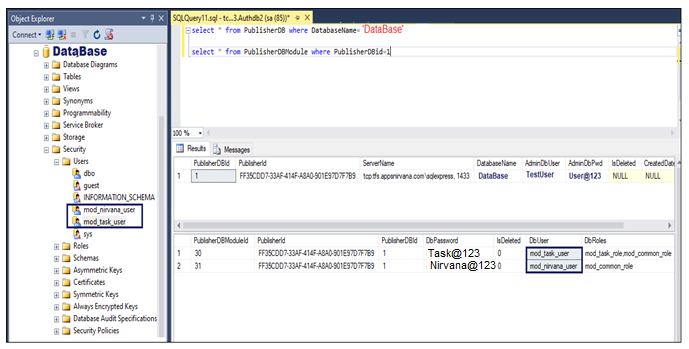 Object Explorer
Connect
DataBase
Database Diagrams
Tables
Views
Synonyms
Programmability
Service Broker
Storage
Security
Users
dbo
guest
INFORMATION_SCHEMA
mod_nirvana_user
mod_task_user
sys
Roles
Schemas
Asymmetric Keys
Certificates
Symmetric Keys
Always Encrypted Keys
Database Audit Specifications
Security Policies
SQLQuery11.sql - tc...3.Authdb2 (sa (85))*
select * from PublisherDB where DatabaseName='DataBase'
select * from PublisherDBModule where PublisherDBid=1
100 %
Results Messages
PublisherDBId PublisherId ServerName DatabaseName AdminDbUser AdminDbPwd IsDeleted CreatedDate
1 1 FF35CDD7-33AF-414F-A8A0-901E97D7F7B9 tcp:tfs.appsnirvana.com\sqlexpress, 1433 DataBase TestUser User@123 NULL NULL
PublisherDBModuleId PublisherId PublisherDBId DbPassword IsDeleted DbUser DbRoles
1 30 FF35CDD7-33AF-414F-A8A0-901E97D7F7B9 1 Task@123 0 mod_task_user mod_task_role,mod_common_role
2 31 FF35CDD7-33AF-414F-A8A0-901E97D7F7B9 1 Nirvana@123 0 mod_nirvana_user mod_common_role